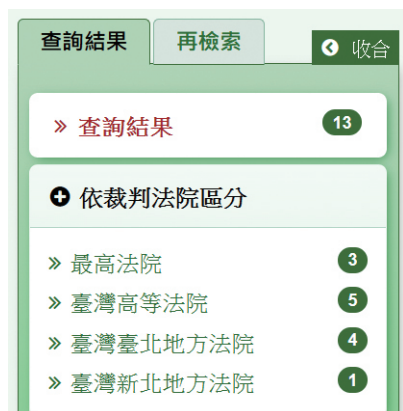 查詢結果 再檢索 收合
» 查詢結果 13
依裁判法院區分
» 最高法院 3
» 臺灣高等法院 5
» 臺灣臺北地方法院 4
» 臺灣新北地方法院 1